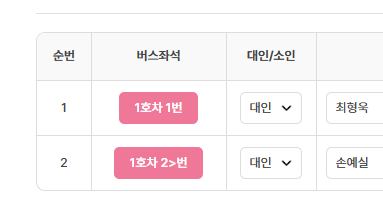 순번 버스좌석 대인/소인
1 1호차 1번 대인 최형욱
2 1호차 2>번 대인 손예실